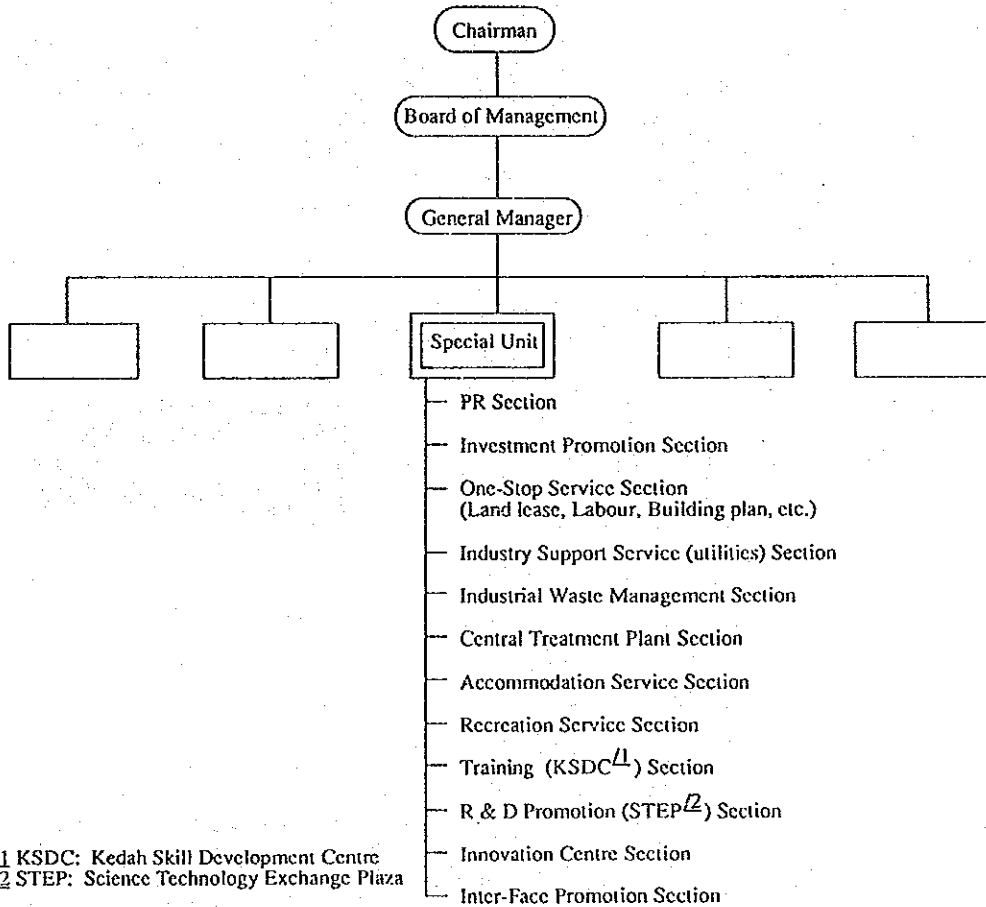 Chairman
Board of Management
General Manager
Special Unit
PR Section
Investment Promotion Section
One-Stop Service Section
(Land lease, Labour, Building plan, etc.)
Industry Support Service (utilities) Section
Industrial Waste Management Section
Central Treatment Plant Section
Accommodation Service Section
Recreation Service Section
Training (KSDC/1) Section
R & D Promotion (STEP/2) Section
Innovation Centre Section
Inter-Face Promotion Section
1 KSDC: Kedah Skill Development Centre
2 STEP: Science Technology Exchange Plaza